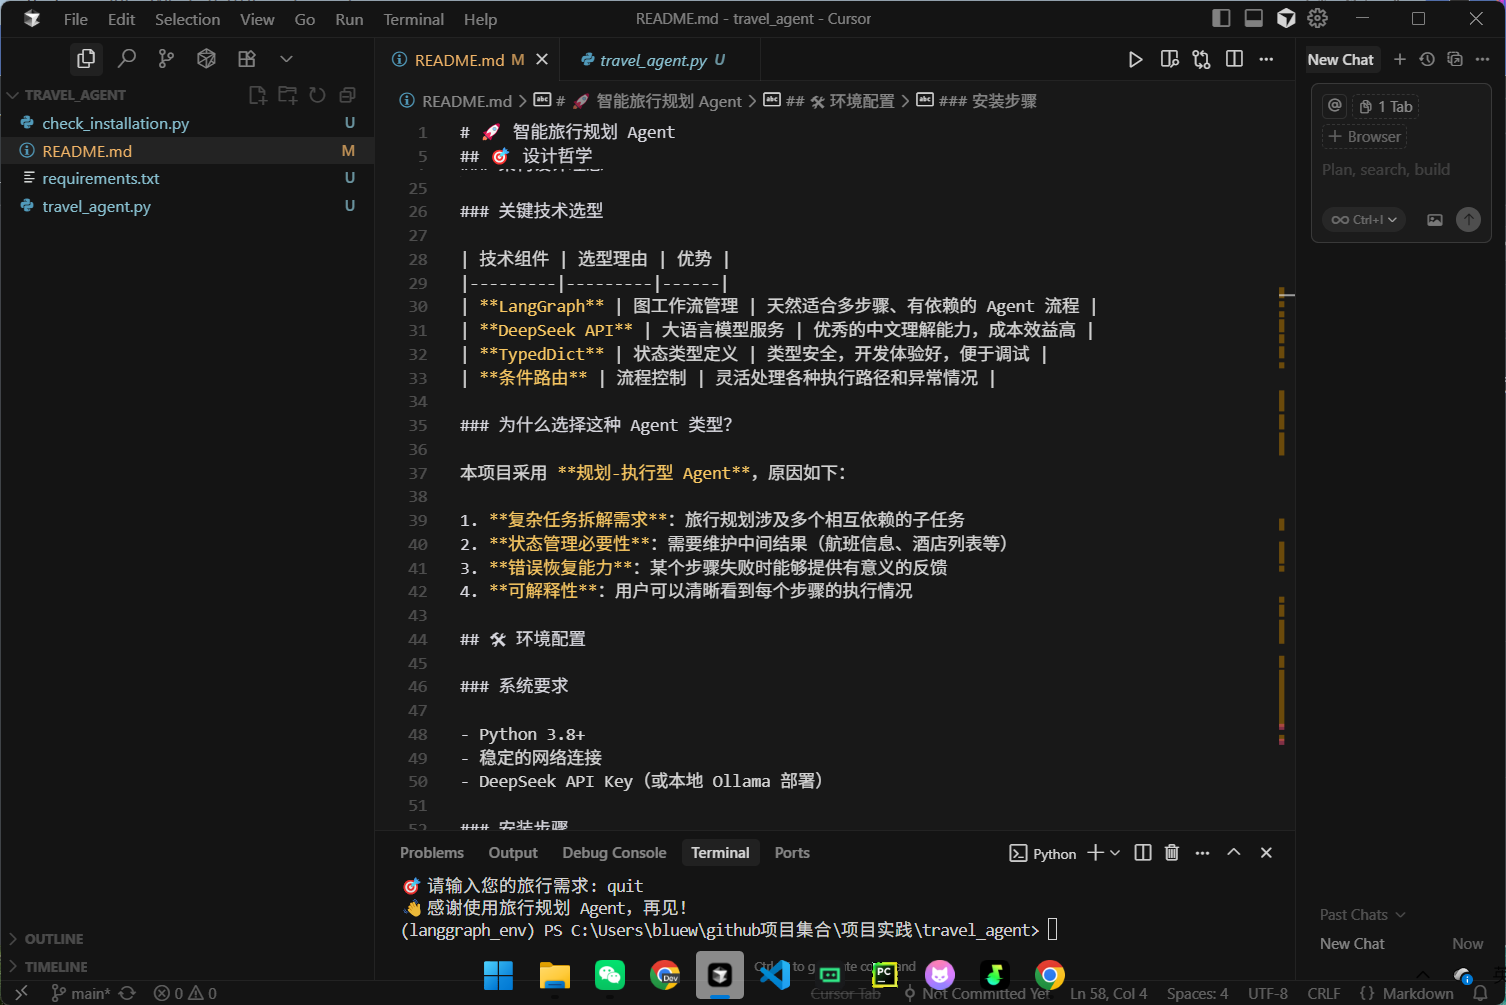 File Edit Selection View Go Run Terminal Help README.md - travel_agent - Cursor
README.md M travel_agent.py U
New Chat
TRAVEL_AGENT
check_installation.py U
README.md M
requirements.txt U
travel_agent.py U
README.md > # 🚀 智能旅行规划 Agent > ## 🛠 环境配置 > ### 安装步骤
1 # 🚀 智能旅行规划 Agent
5 ## 🎯 设计哲学
25
26 ### 关键技术选型
27
28 | 技术组件 | 选型理由 | 优势 |
29 |---------|---------|------|
30 | **LangGraph** | 图工作流管理 | 天然适合多步骤、有依赖的 Agent 流程 |
31 | **DeepSeek API** | 大语言模型服务 | 优秀的中文理解能力，成本效益高 |
32 | **TypedDict** | 状态类型定义 | 类型安全，开发体验好，便于调试 |
33 | **条件路由** | 流程控制 | 灵活处理各种执行路径和异常情况 |
34
35 ### 为什么选择这种 Agent 类型？
36
37 本项目采用 **规划-执行型 Agent**，原因如下：
38
39 1. **复杂任务拆解需求**：旅行规划涉及多个相互依赖的子任务
40 2. **状态管理必要性**：需要维护中间结果（航班信息、酒店列表等）
41 3. **错误恢复能力**：某个步骤失败时能够提供有意义的反馈
42 4. **可解释性**：用户可以清晰看到每个步骤的执行情况
43
44 ## 🛠 环境配置
45
46 ### 系统要求
47
48 - Python 3.8+
49 - 稳定的网络连接
50 - DeepSeek API Key（或本地 Ollama 部署）
51
52 ### 安装步骤
@ 1 Tab
+ Browser
Plan, search, build
∞ Ctrl+I
Problems Output Debug Console Terminal Ports
Python
🎯 请输入您的旅行需求: quit
👋 感谢使用旅行规划 Agent，再见！
(langgraph_env) PS C:\Users\bluew\github项目集合\项目实践\travel_agent>
Past Chats
New Chat Now
OUTLINE
TIMELINE
Dev
PC
main* 0 0 Cursor Tab Not Committed Yet Ln 58, Col 4 Spaces: 4 UTF-8 CRLF {} Markdown